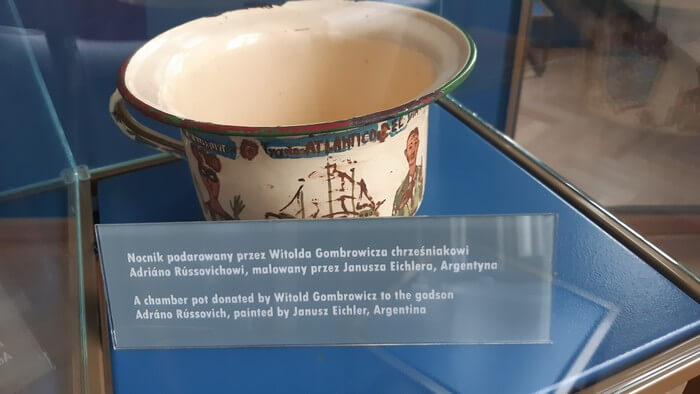 ATLANTICO
Nocnik podarowany przez Witolda Gombrowicza chrześniakowi
Adriáno Rússovichowi, malowany przez Janusza Eichlera, Argentyna
A chamber pot donated by Witold Gombrowicz to the godson
Adráno Rússovich, painted by Janusz Eichler, Argentina